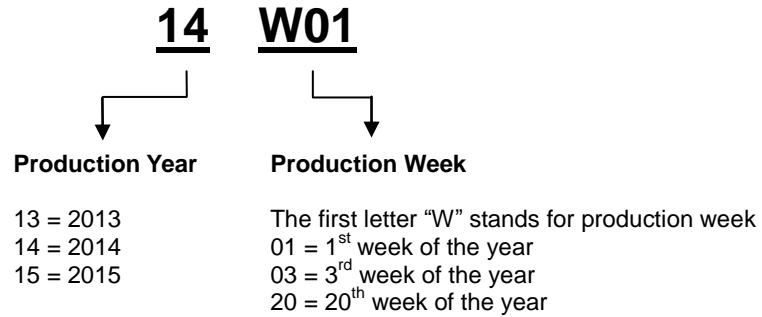 14 W01
Production Year Production Week
13 = 2013 The first letter “W” stands for production week
14 = 2014 01 = 1st week of the year
15 = 2015 03 = 3rd week of the year
20 = 20th week of the year